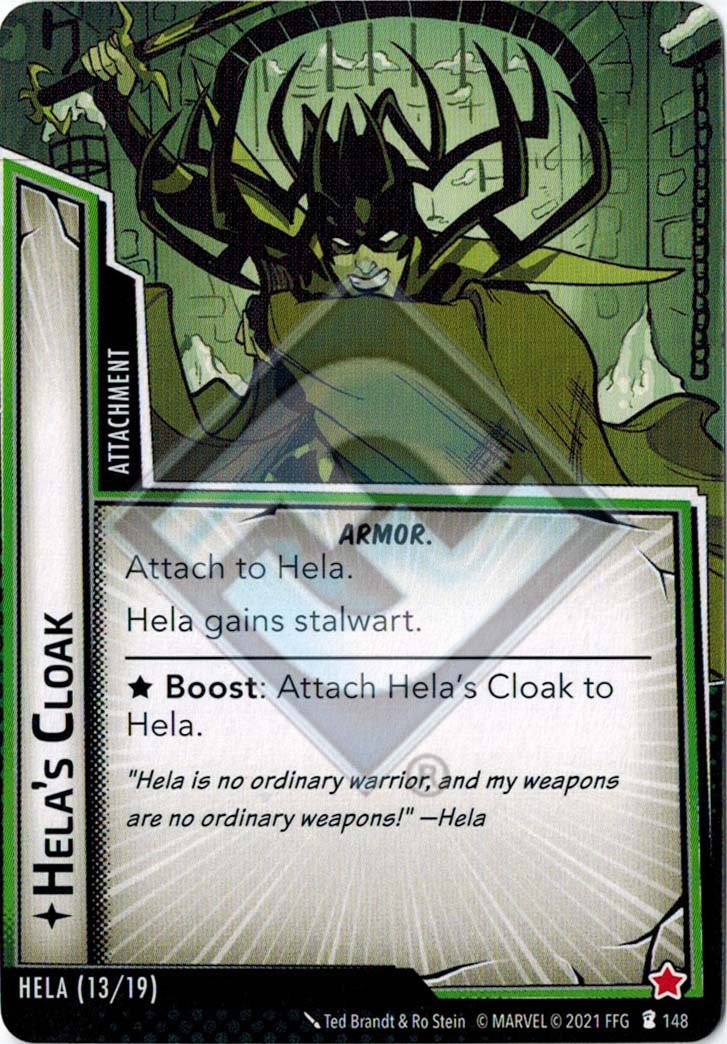 ATTACHMENT
HELA'S CLOAK
ARMOR.
Attach to Hela.
Hela gains stalwart.
★ Boost: Attach Hela's Cloak to
Hela.
"Hela is no ordinary warrior, and my weapons
are no ordinary weapons!" —Hela
®
HELA (13/19)
Ted Brandt & Ro Stein © MARVEL © 2021 FFG 148